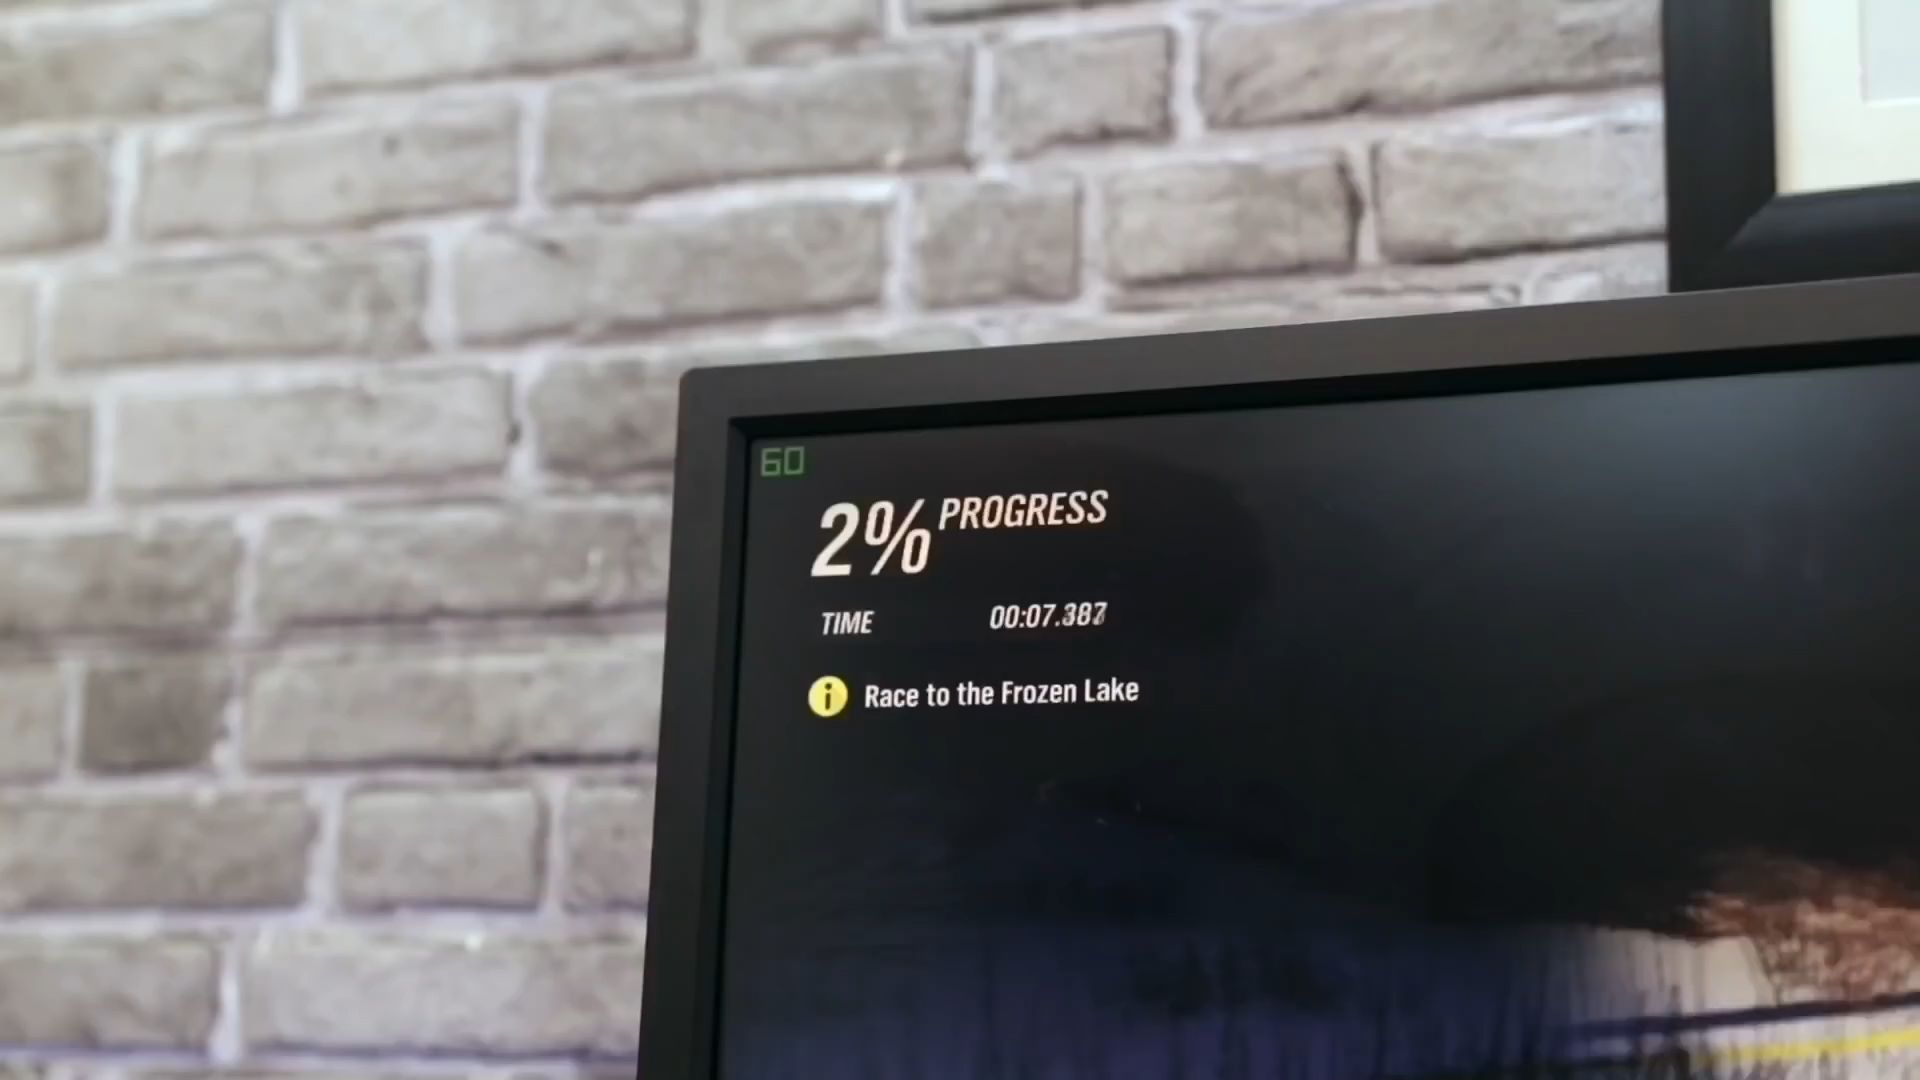 60
2% PROGRESS
TIME 00:07.387
Race to the Frozen Lake